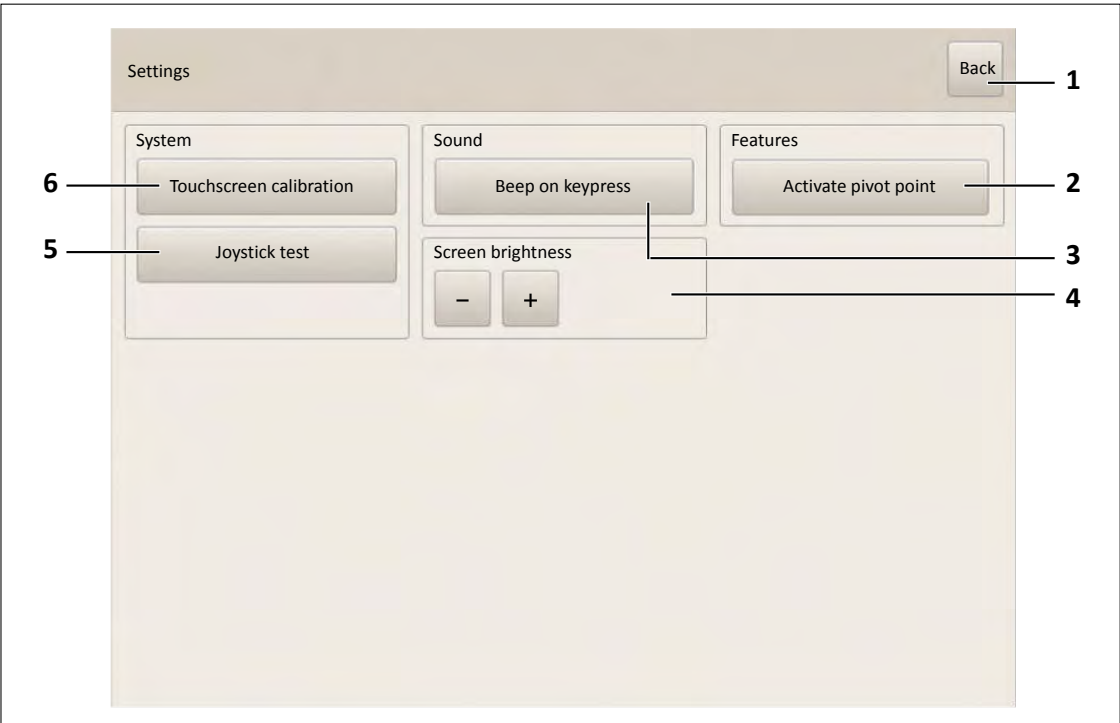 Settings
Back
1
System
Sound
Features
6
Touchscreen calibration
Beep on keypress
Activate pivot point
2
5
Joystick test
Screen brightness
3
–
+
4